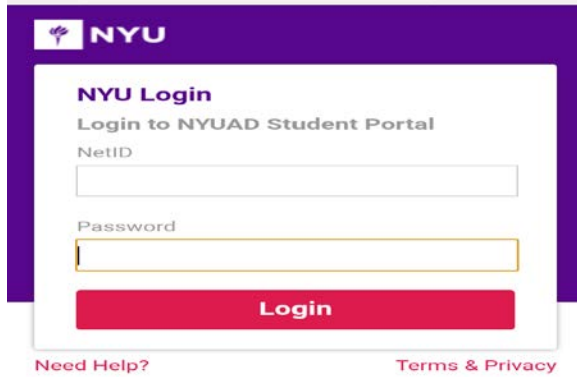 NYU
NYU Login
Login to NYUAD Student Portal
NetID
Password
Login
Need Help? Terms & Privacy